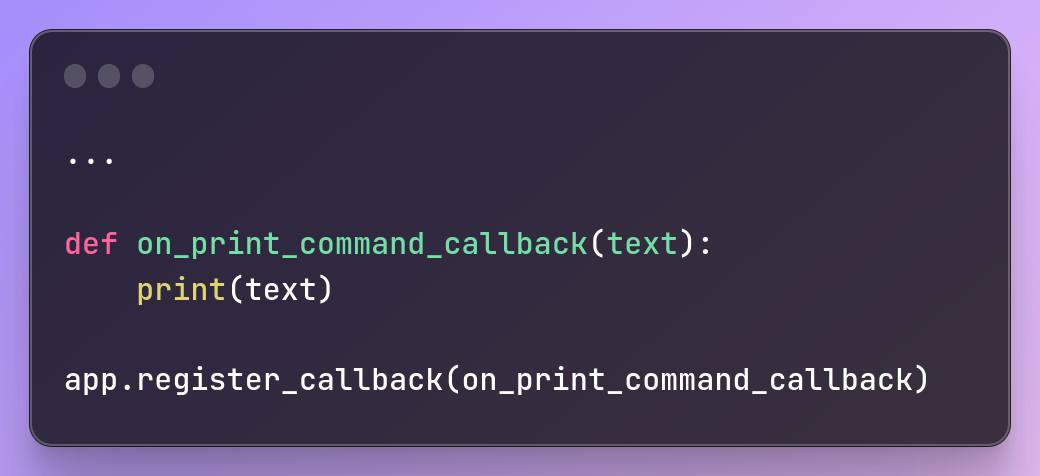 ...
def on_print_command_callback(text):
    print(text)
app.register_callback(on_print_command_callback)